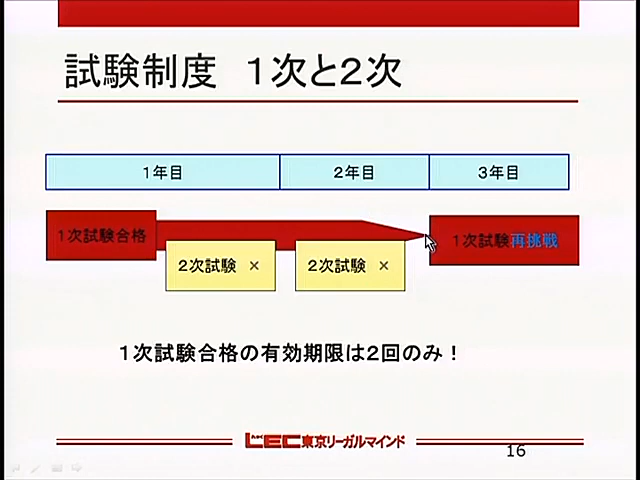 試験制度　１次と２次
１年目　２年目　３年目
１次試験合格
１次試験再挑戦
２次試験　×　２次試験　×
１次試験合格の有効期限は２回のみ！
LEC東京リーガルマインド
16